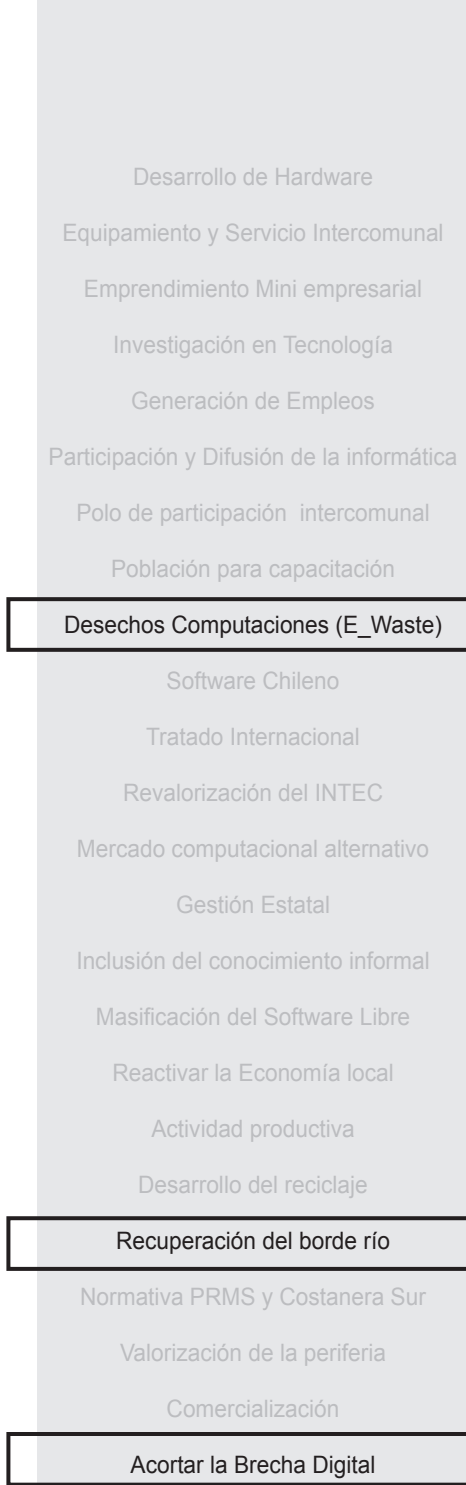 Desarrollo de Hardware
Equipamiento y Servicio Intercomunal
Emprendimiento Mini empresarial
Investigación en Tecnología
Generación de Empleos
Participación y Difusión de la informática
Polo de participación intercomunal
Población para capacitación
Desechos Computaciones (E_Waste)
Software Chileno
Tratado Internacional
Revalorización del INTEC
Mercado computacional alternativo
Gestión Estatal
Inclusión del conocimiento informal
Masificación del Software Libre
Reactivar la Economía local
Actividad productiva
Desarrollo del reciclaje
Recuperación del borde río
Normativa PRMS y Costanera Sur
Valorización de la periferia
Comercialización
Acortar la Brecha Digital